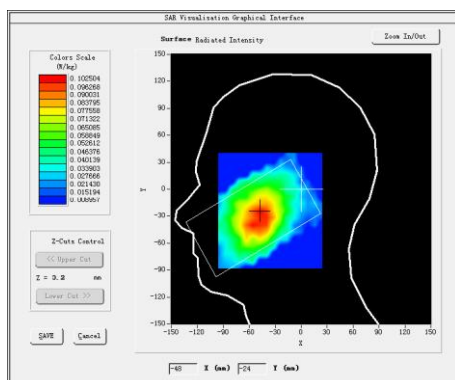 SAR Visualisation Graphical Interface
Surface Radiated Intensity
Zoom In/Out
Colors Scale
(W/kg)
0.102504
0.096268
0.090031
0.083795
0.077558
0.071322
0.065085
0.058849
0.052612
0.046376
0.040139
0.033903
0.027666
0.021430
0.015194
0.008957
Z-Cuts Control
<< Upper Cut
Z = 3.2 mm
Lower Cut >>
SAVE Cancel
150
120
90
60
30
0
-30
-60
-90
-120
-150
Y
-150 -120 -90 -60 -30 0 30 60 90 120 150
X
-48 X (mm) -24 Y (mm)